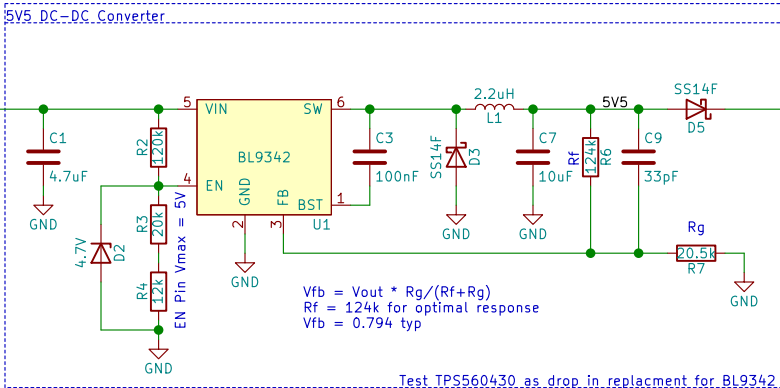 5V5 DC-DC Converter
5
VIN
SW
6
2.2uH
L1
5V5
SS14F
D5
C1
4.7uF
R2
120k
BL9342
C3
100nF
SS14F
D3
C7
10uF
Rf
124k
R6
C9
33pF
4
EN
GND
FB
BST
1
U1
2
3
GND
R3
20k
EN Pin Vmax = 5V
4.7V
D2
R4
12k
GND
GND
GND
Rg
20.5k
R7
GND
Vfb = Vout * Rg/(Rf+Rg)
Rf = 124k for optimal response
Vfb = 0.794 typ
GND
Test TPS560430 as drop in replacment for BL9342